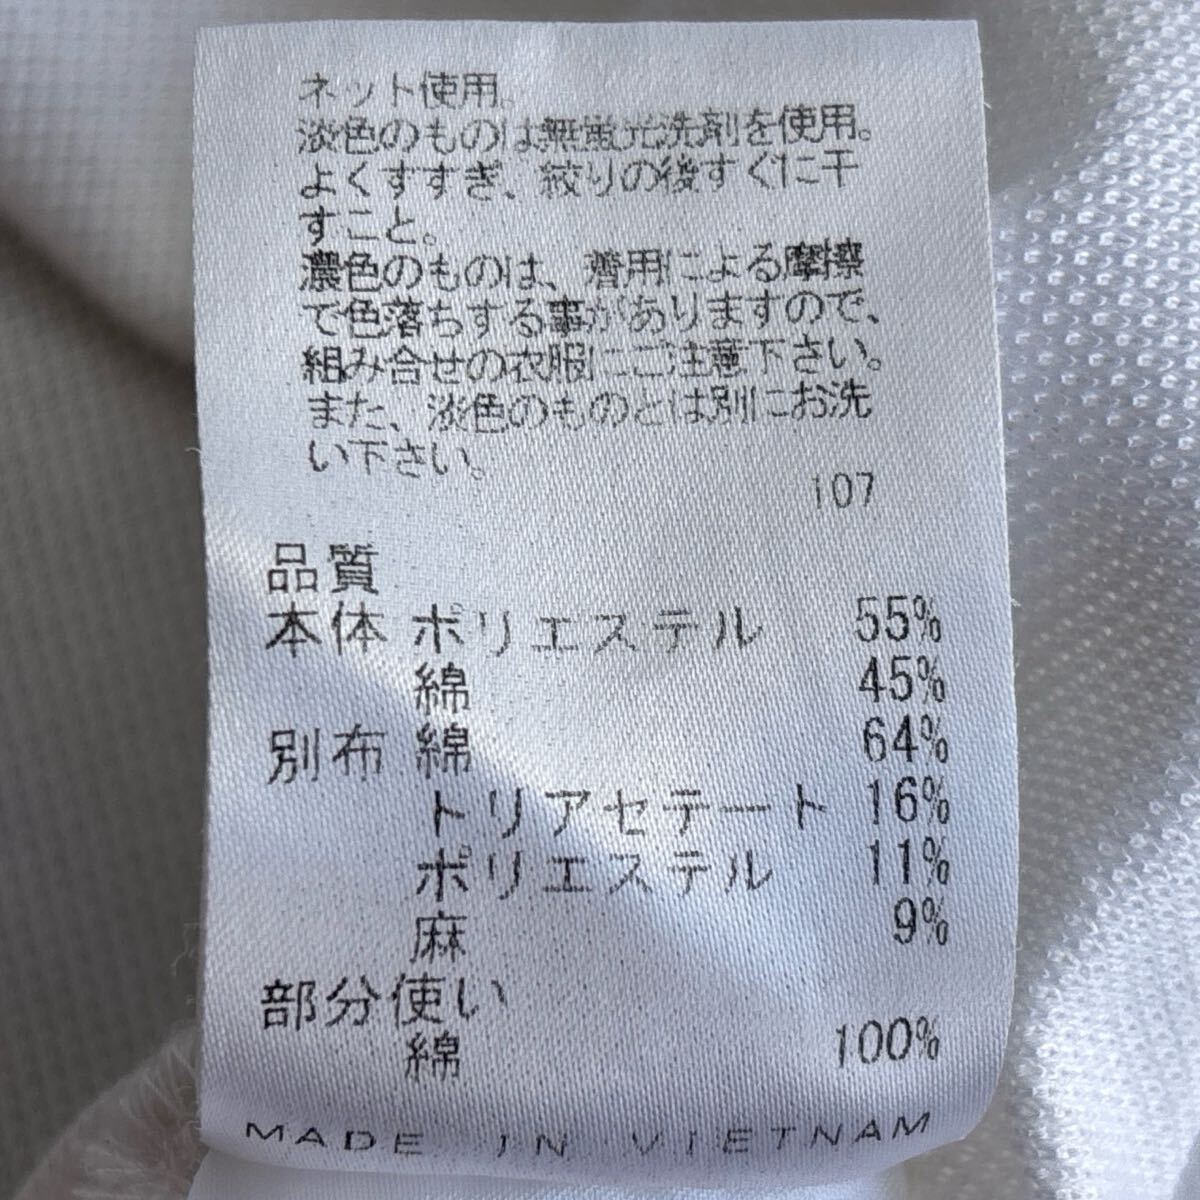 ネット使用。
淡色のものは無蛍光洗剤を使用。
よくすすぎ、絞りの後すぐに干
すこと。
濃色のものは、着用による摩擦
で色落ちする事がありますので、
組み合せの衣服にご注意下さい。
また、淡色のものとは別にお洗
い下さい。
107
品質
本体 ポリエステル 55%
綿 45%
別布 綿 64%
トリアセテート 16%
ポリエステル 11%
麻 9%
部分使い
綿 100%
MADE IN VIETNAM